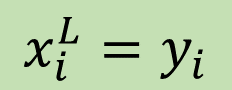 $x_i^L = y_i$